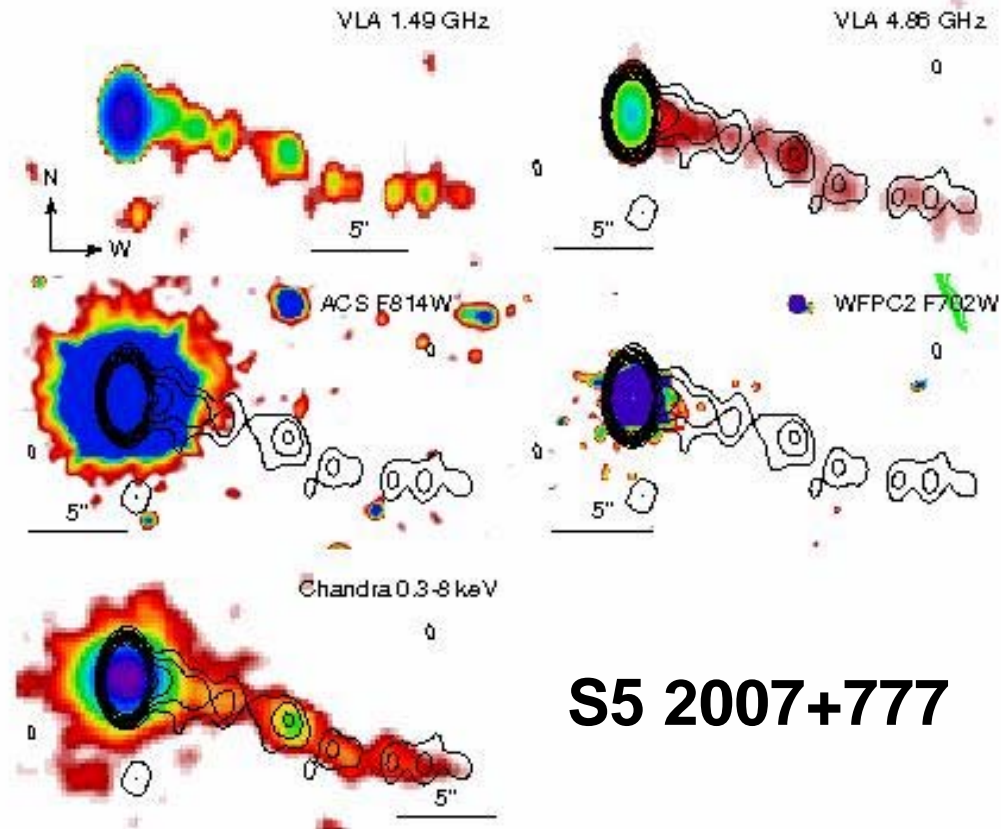 VLA 1.49 GHz
VLA 4.86 GHz
N
W
5"
5"
ACS F814W
WFPC2 F702W
5"
5"
Chandra 0.3-8 keV
5"
S5 2007+777